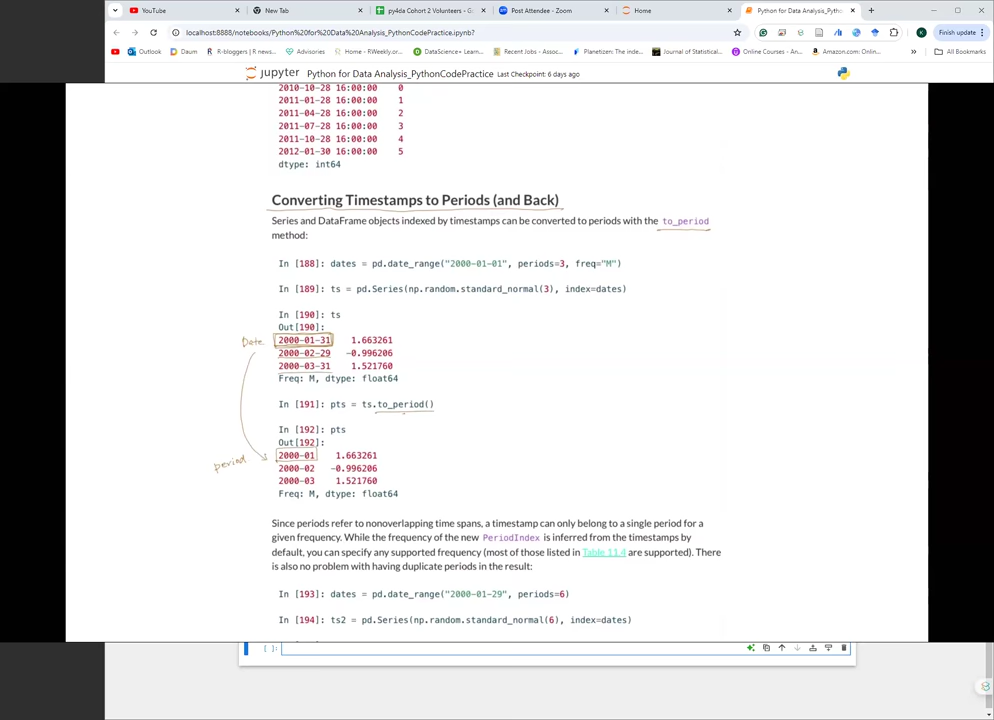 YouTube
New Tab
py4da Cohort 2 Volunteers - G
Post Attendee - Zoom
Home
Python for Data Analysis_Pytho
localhost:8888/notebooks/Python%20for%20Data%20Analysis_PythonCodePractice.ipynb?
K
Finish update
Outlook
Daum
R-bloggers | R news...
Advisories
Home - RWeekly.or...
DataScience+ Learn...
Recent Jobs - Assoc...
Planetizen: The inde...
Journal of Statistical...
Online Courses - An...
Amazon.com: Onlin...
»
All Bookmarks
jupyter Python for Data Analysis_PythonCodePractice Last Checkpoint: 6 days ago
2010-10-28 16:00:00 0
2011-01-28 16:00:00 1
2011-04-28 16:00:00 2
2011-07-28 16:00:00 3
2011-10-28 16:00:00 4
2012-01-30 16:00:00 5
dtype: int64
Converting Timestamps to Periods (and Back)
Series and DataFrame objects indexed by timestamps can be converted to periods with the to_period
method:
In [188]: dates = pd.date_range("2000-01-01", periods=3, freq="M")
In [189]: ts = pd.Series(np.random.standard_normal(3), index=dates)
In [190]: ts
Out[190]:
Date 2000-01-31 1.663261
2000-02-29 -0.996206
2000-03-31 1.521760
Freq: M, dtype: float64
In [191]: pts = ts.to_period()
In [192]: pts
Out[192]:
period 2000-01 1.663261
2000-02 -0.996206
2000-03 1.521760
Freq: M, dtype: float64
Since periods refer to nonoverlapping time spans, a timestamp can only belong to a single period for a
given frequency. While the frequency of the new PeriodIndex is inferred from the timestamps by
default, you can specify any supported frequency (most of those listed in Table 11.4 are supported). There
is also no problem with having duplicate periods in the result:
In [193]: dates = pd.date_range("2000-01-29", periods=6)
In [194]: ts2 = pd.Series(np.random.standard_normal(6), index=dates)
[ ]: